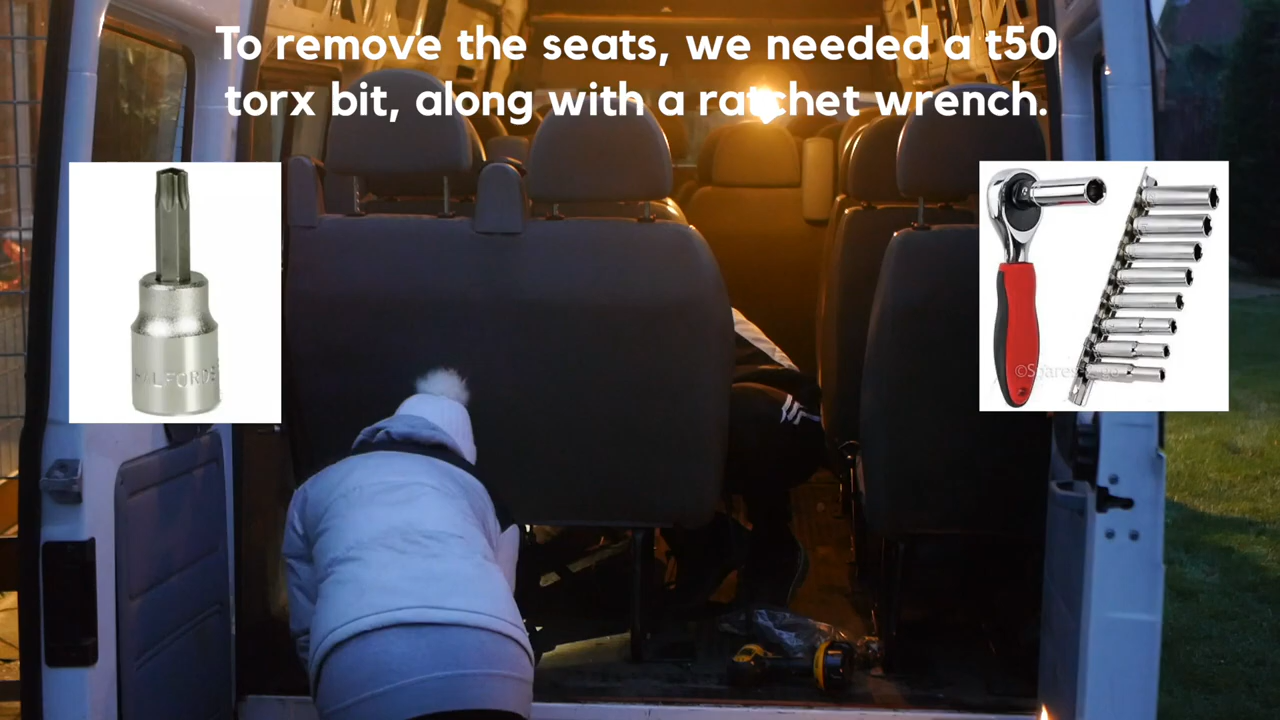 To remove the seats, we needed a t50
torx bit, along with a ratchet wrench.
HALFORDS